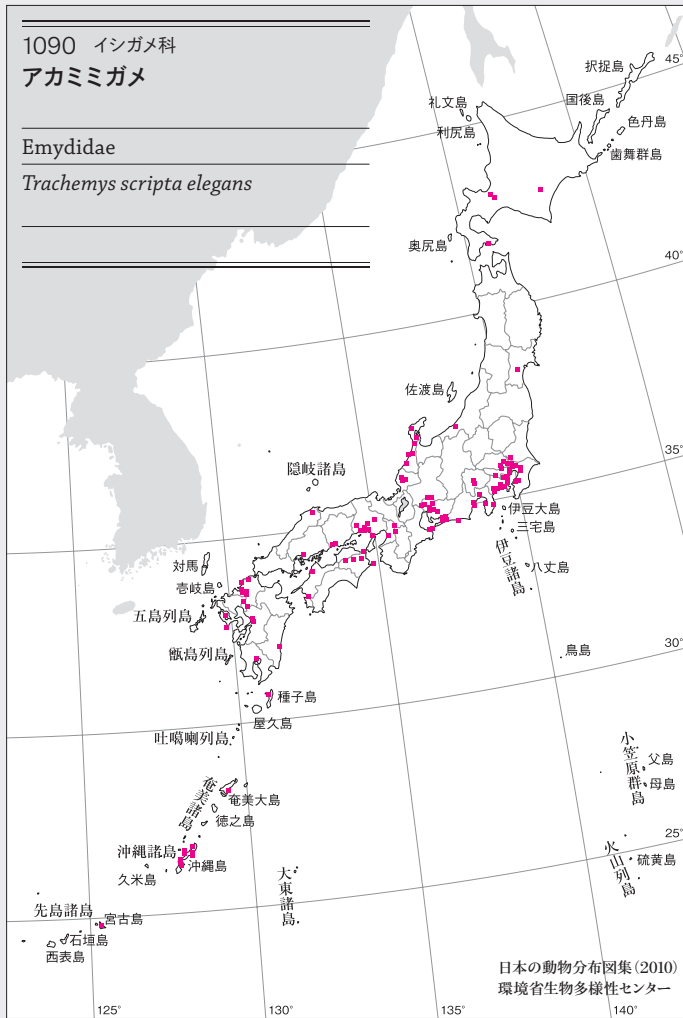 1090 イシガメ科
アカミミガメ
Emydidae
Trachemys scripta elegans
45°
択捉島
国後島
礼文島
色丹島
利尻島
歯舞群島
奥尻島
40°
佐渡島
35°
隠岐諸島
伊豆大島
三宅島
伊豆諸島
八丈島
対馬
壱岐島
五島列島
甑島列島
鳥島
30°
種子島
屋久島
吐噶喇列島
小笠原群島
父島
母島
奄美諸島
奄美大島
徳之島
25°
沖縄諸島
沖縄島
久米島
火山列島
硫黄島
大東諸島
先島諸島
宮古島
石垣島
西表島
日本の動物分布図集(2010)
環境省生物多様性センター
125°
130°
135°
140°